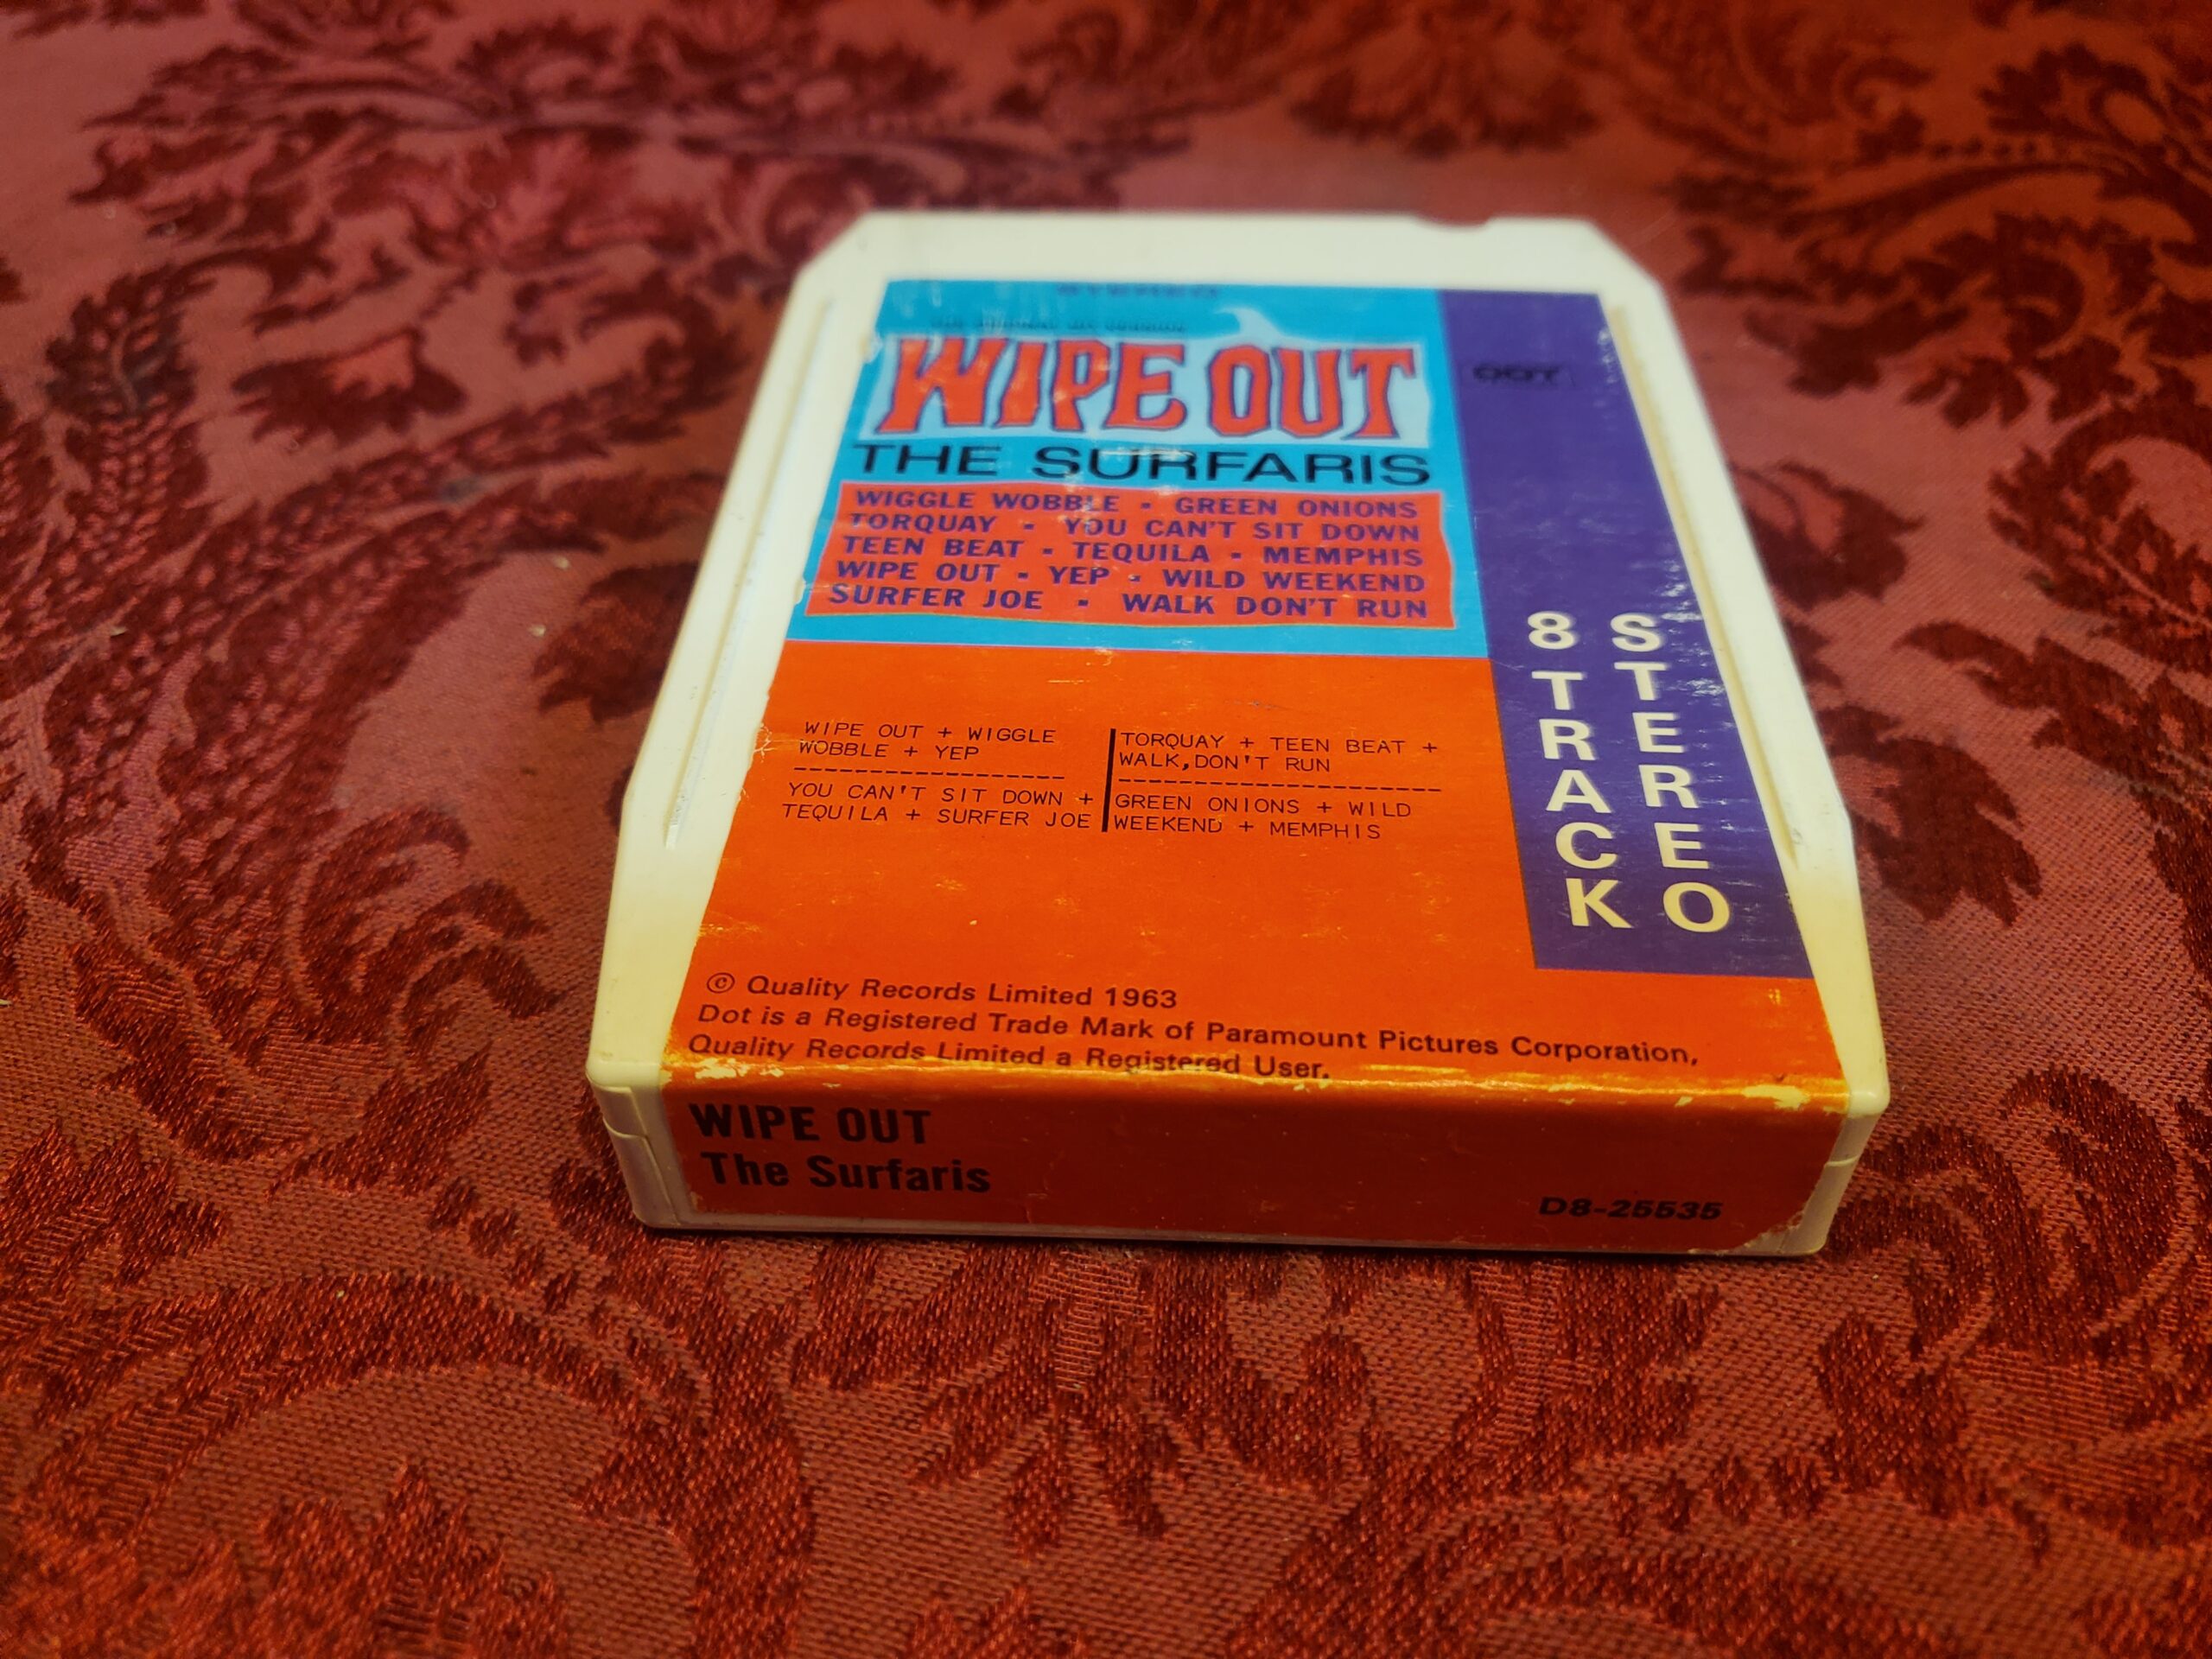 STEREO
WIPE OUT
DOT
THE SURFARIS
WIGGLE WOBBLE • GREEN ONIONS
TORQUAY • YOU CAN'T SIT DOWN
TEEN BEAT • TEQUILA • MEMPHIS
WIPE OUT • YEP • WILD WEEKEND
SURFER JOE • WALK DON'T RUN
8 TRACK
STEREO
WIPE OUT + WIGGLE
WOBBLE + YEP
YOU CAN'T SIT DOWN +
TEQUILA + SURFER JOE
TORQUAY + TEEN BEAT +
WALK,DON'T RUN
GREEN ONIONS + WILD
WEEKEND + MEMPHIS
© Quality Records Limited 1963
Dot is a Registered Trade Mark of Paramount Pictures Corporation,
Quality Records Limited a Registered User.
WIPE OUT
The Surfaris
D8-25535